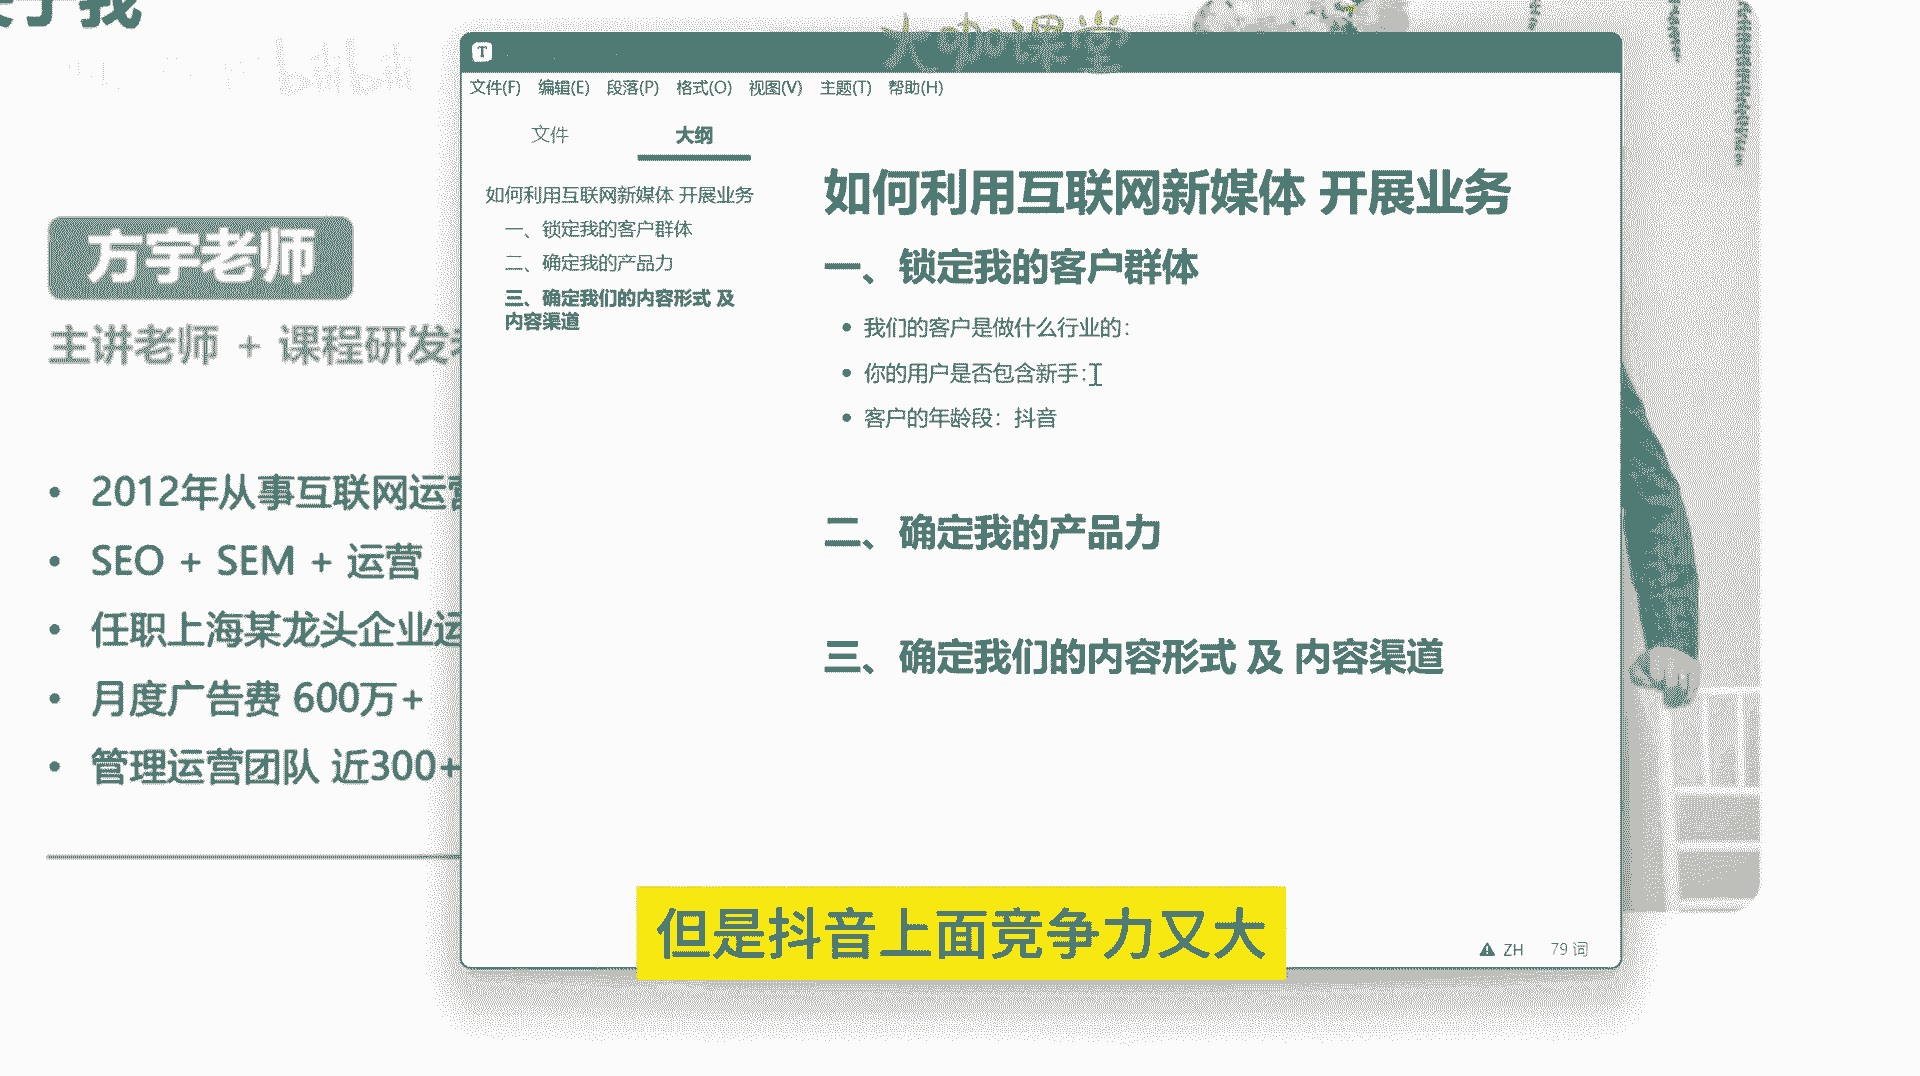 大咖课堂
bilibili
方宇老师
主讲老师 + 课程研发
2012年从事互联网运营
SEO + SEM + 运营
任职上海某龙头企业运
月度广告费 600万+
管理运营团队 近300+
T
文件(F) 编辑(E) 段落(P) 格式(O) 视图(V) 主题(T) 帮助(H)
文件 大纲
如何利用互联网新媒体 开展业务
一、锁定我的客户群体
二、确定我的产品力
三、确定我们的内容形式 及
内容渠道
如何利用互联网新媒体 开展业务
一、锁定我的客户群体
我们的客户是做什么行业的：
你的用户是否包含新手：
客户的年龄段：抖音
二、确定我的产品力
三、确定我们的内容形式 及 内容渠道
但是抖音上面竞争力又大
ZH 79 词